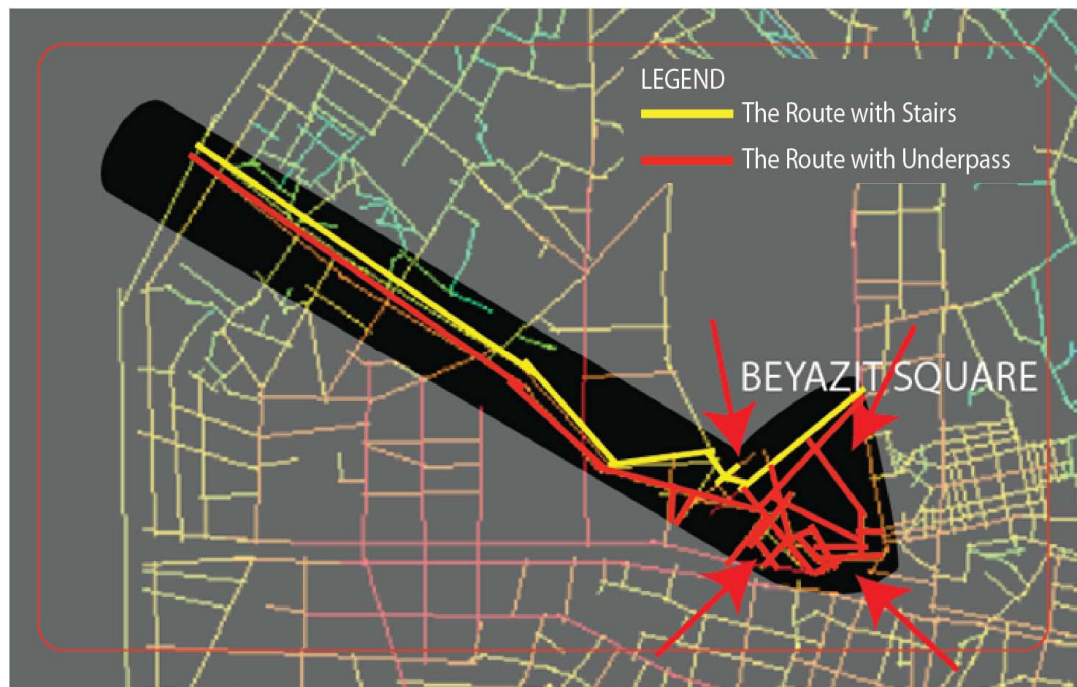 LEGEND
The Route with Stairs
The Route with Underpass
BEYAZIT SQUARE